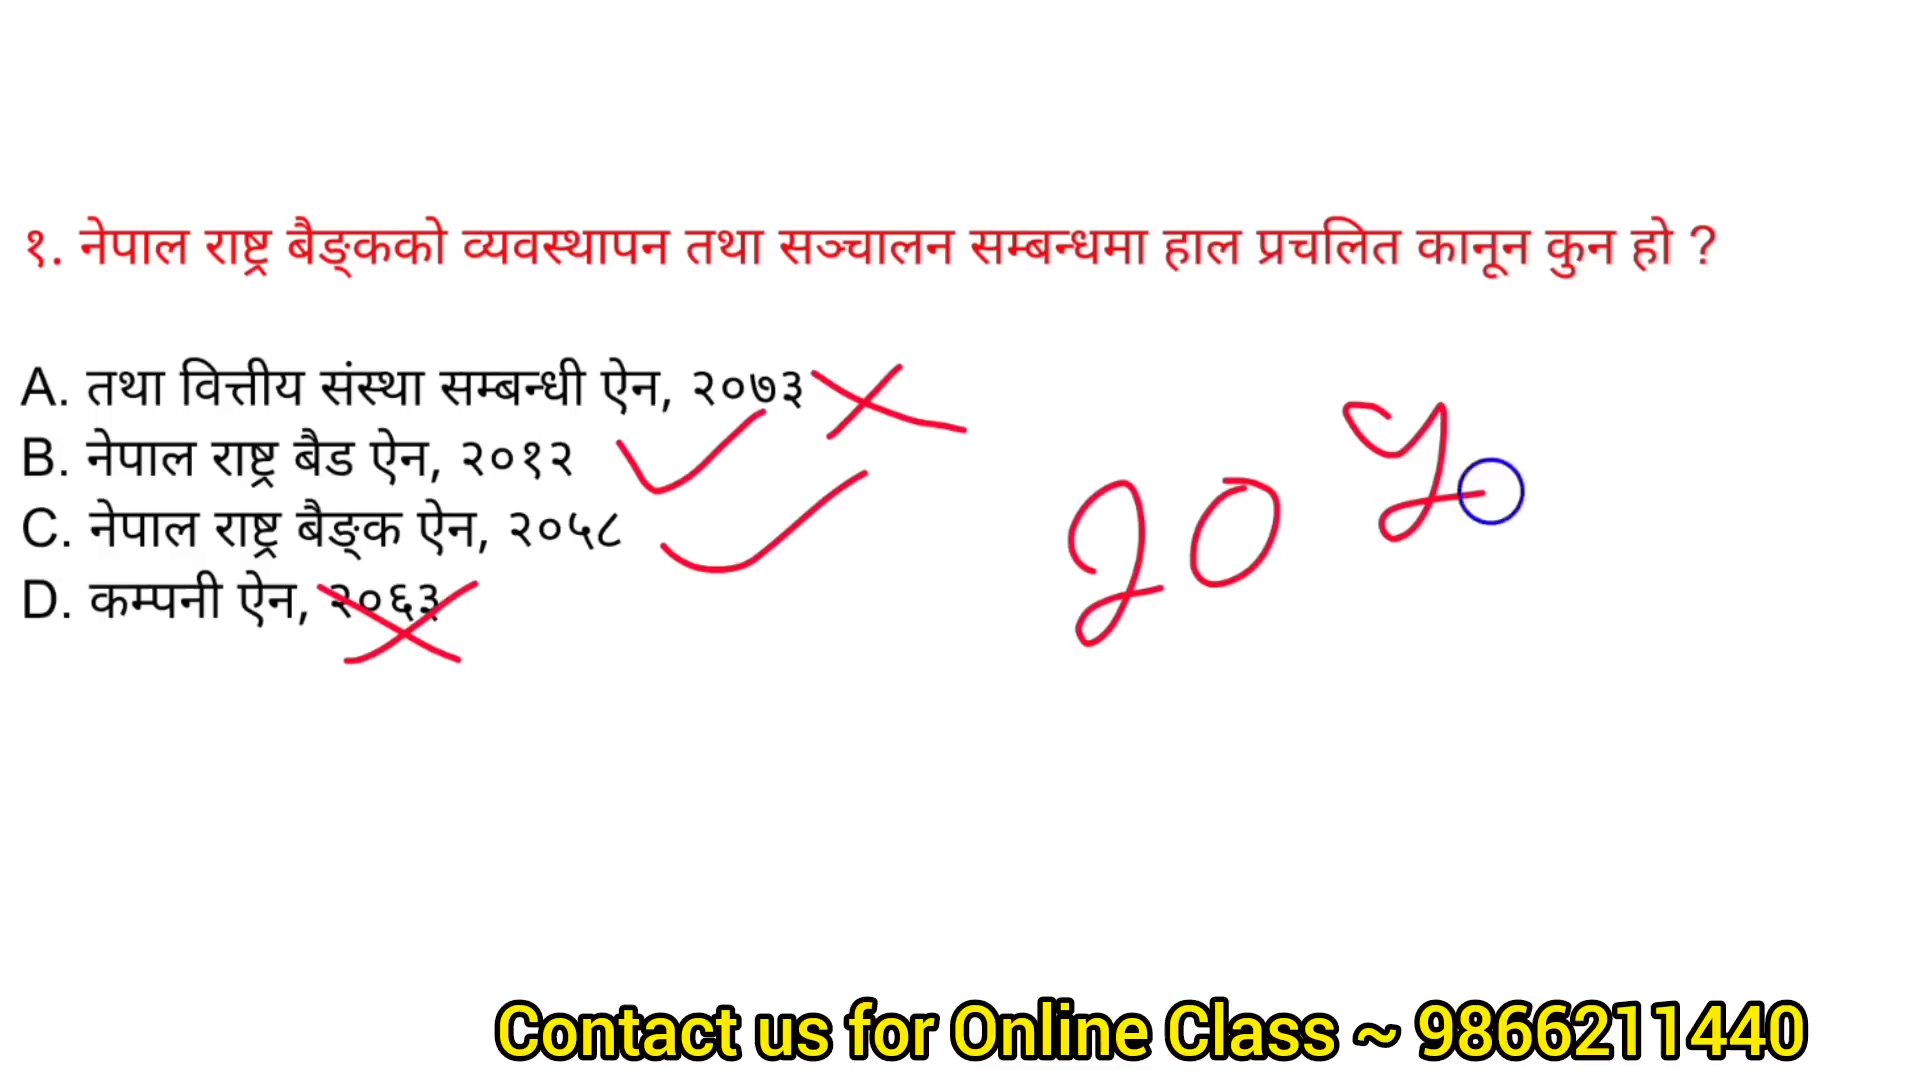 १. नेपाल राष्ट्र बैङ्कको व्यवस्थापन तथा सञ्चालन सम्बन्धमा हाल प्रचलित कानून कुन हो ?
A. तथा वित्तीय संस्था सम्बन्धी ऐन, २०७३
B. नेपाल राष्ट्र बैड ऐन, २०१२
C. नेपाल राष्ट्र बैङ्क ऐन, २०५८
D. कम्पनी ऐन, २०६३
20
Contact us for Online Class ~ 9866211440